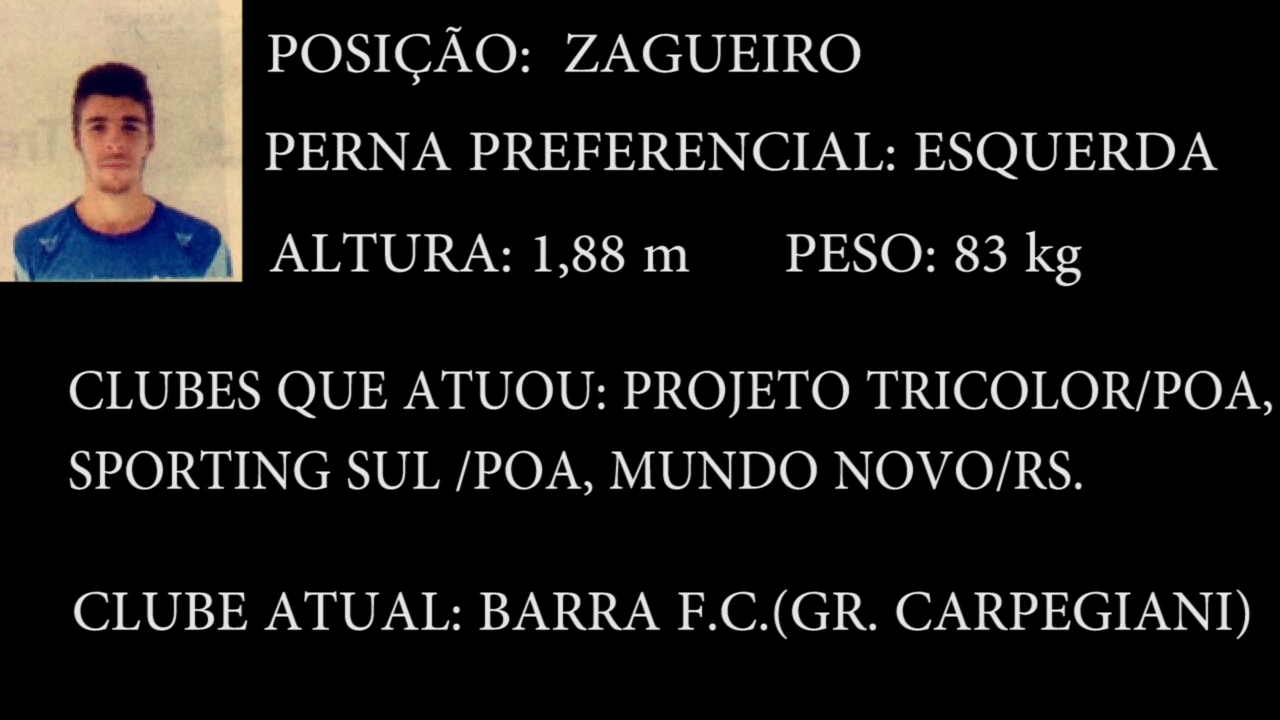 POSIÇÃO: ZAGUEIRO
PERNA PREFERENCIAL: ESQUERDA
ALTURA: 1,88 m PESO: 83 kg
CLUBES QUE ATUOU: PROJETO TRICOLOR/POA,
SPORTING SUL /POA, MUNDO NOVO/RS.
CLUBE ATUAL: BARRA F.C.(GR. CARPEGIANI)